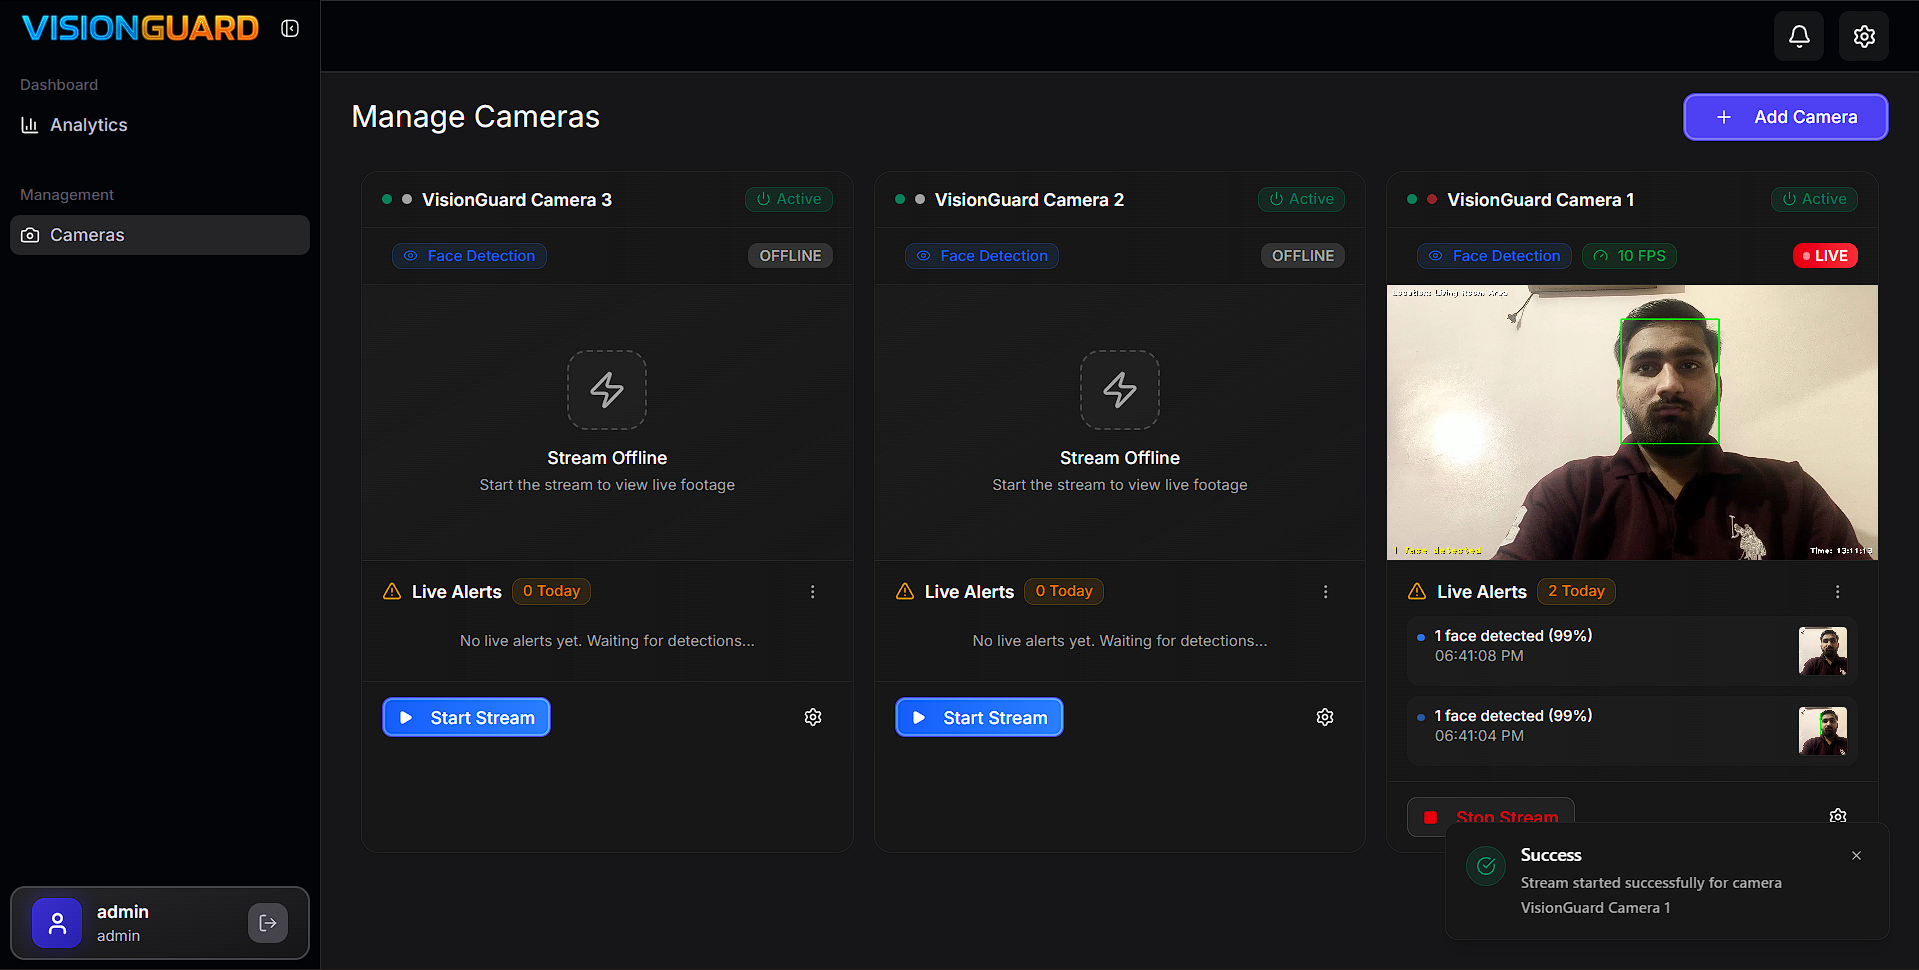 VISIONGUARD
Dashboard
Analytics
Management
Cameras
admin
admin
Manage Cameras
Add Camera
VisionGuard Camera 3
Active
Face Detection
OFFLINE
Stream Offline
Start the stream to view live footage
Live Alerts
0 Today
No live alerts yet. Waiting for detections...
Start Stream
VisionGuard Camera 2
Active
Face Detection
OFFLINE
Stream Offline
Start the stream to view live footage
Live Alerts
0 Today
No live alerts yet. Waiting for detections...
Start Stream
VisionGuard Camera 1
Active
Face Detection
10 FPS
LIVE
Location: Living Room Area
1 face detected
Time: 13:11:13
Live Alerts
2 Today
1 face detected (99%)
06:41:08 PM
1 face detected (99%)
06:41:04 PM
Stop Stream
Success
Stream started successfully for camera
VisionGuard Camera 1